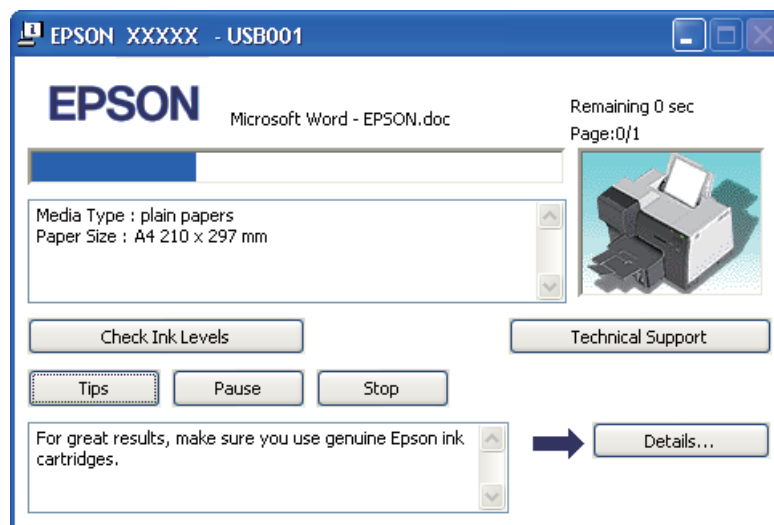 EPSON XXXXX - USB001
EPSON
Microsoft Word - EPSON.doc
Remaining 0 sec
Page:0/1
Media Type : plain papers
Paper Size : A4 210 x 297 mm
Check Ink Levels
Technical Support
Tips
Pause
Stop
For great results, make sure you use genuine Epson ink
cartridges.
Details...